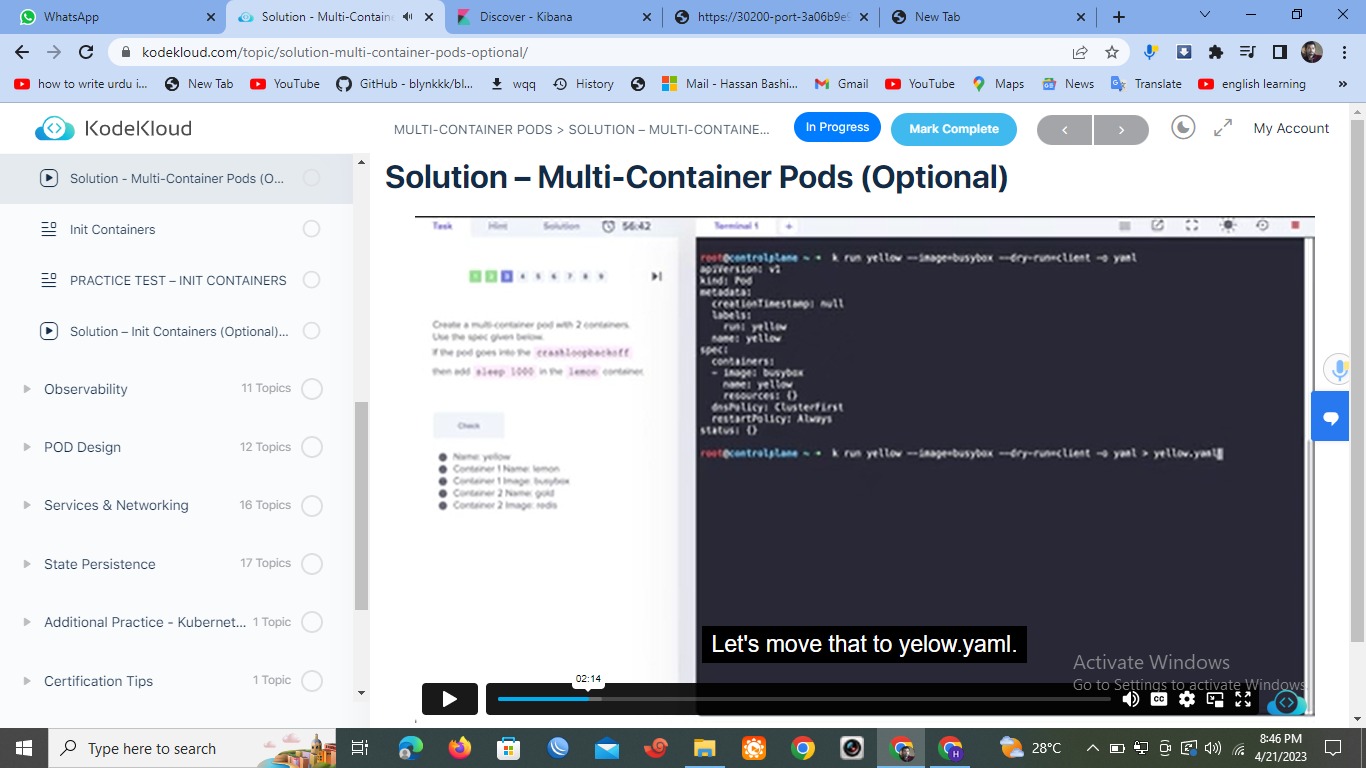 WhatsApp
Solution - Multi-Containe
Discover - Kibana
https://30200-port-3a06b9e9
New Tab
kodekloud.com/topic/solution-multi-container-pods-optional/
how to write urdu i...
New Tab
YouTube
GitHub - blynkkk/bl...
wqq
History
Mail - Hassan Bashi...
Gmail
YouTube
Maps
News
Translate
english learning
KodeKloud
MULTI-CONTAINER PODS > SOLUTION – MULTI-CONTAINE...
In Progress
Mark Complete
My Account
Solution - Multi-Container Pods (O...
Init Containers
PRACTICE TEST – INIT CONTAINERS
Solution – Init Containers (Optional)...
Observability 11 Topics
POD Design 12 Topics
Services & Networking 16 Topics
State Persistence 17 Topics
Additional Practice - Kubernet... 1 Topic
Certification Tips 1 Topic
Solution – Multi-Container Pods (Optional)
Task Hint Solution 56:42
1 2 3 4 5 6 7 8 9
Create a multi-container pod with 2 containers.
Use the spec given below.
If the pod goes into the crashloopbackoff
then add sleep 1000 in the lemon container.
Check
Name: yellow
Container 1 Name: lemon
Container 1 Image: busybox
Container 2 Name: gold
Container 2 Image: redis
Terminal 1 +
root@controlplane ~ ➜ k run yellow --image=busybox --dry-run=client -o yaml
apiVersion: v1
kind: Pod
metadata:
creationTimestamp: null
labels:
run: yellow
name: yellow
spec:
containers:
- image: busybox
name: yellow
resources: {}
dnsPolicy: ClusterFirst
restartPolicy: Always
status: {}
root@controlplane ~ ➜ k run yellow --image=busybox --dry-run=client -o yaml > yellow.yaml
Let's move that to yelow.yaml.
02:14
CC
Activate Windows
Go to Settings to activate Windows.
Type here to search
28°C
8:46 PM
4/21/2023